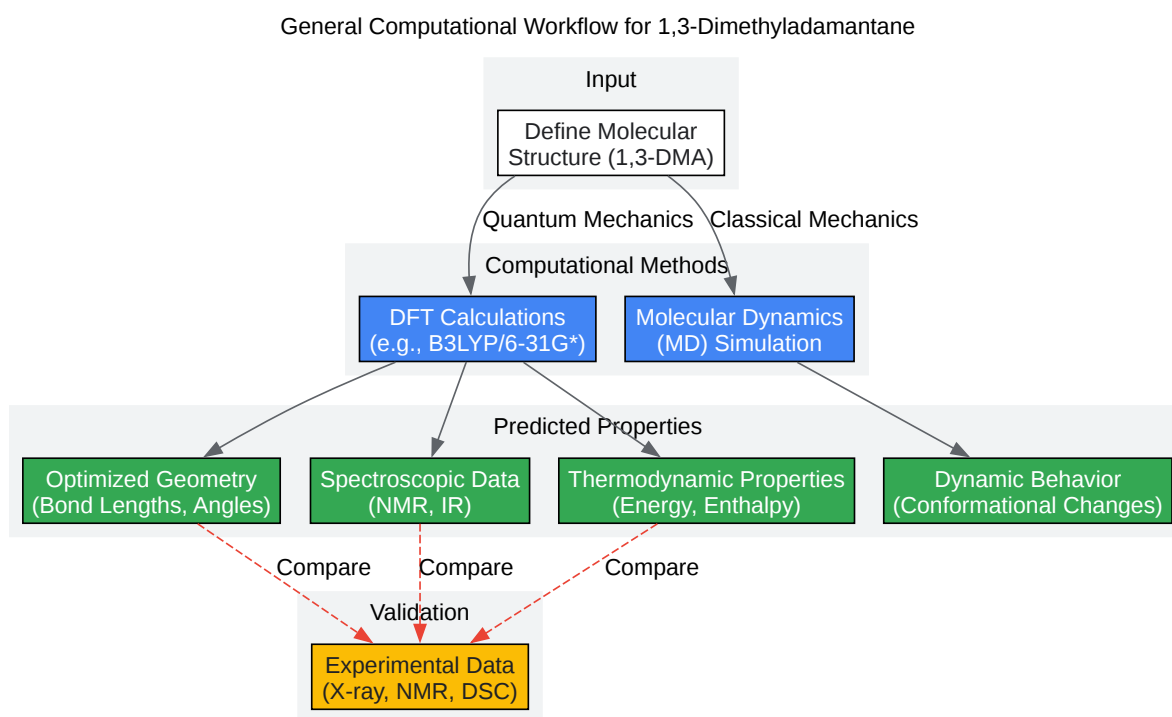 General Computational Workflow for 1,3-Dimethyladamantane
Input
Define Molecular
Structure (1,3-DMA)
Quantum Mechanics
Classical Mechanics
Computational Methods
DFT Calculations
(e.g., B3LYP/6-31G*)
Molecular Dynamics
(MD) Simulation
Predicted Properties
Optimized Geometry
(Bond Lengths, Angles)
Spectroscopic Data
(NMR, IR)
Thermodynamic Properties
(Energy, Enthalpy)
Dynamic Behavior
(Conformational Changes)
Compare
Compare
Compare
Validation
Experimental Data
(X-ray, NMR, DSC)